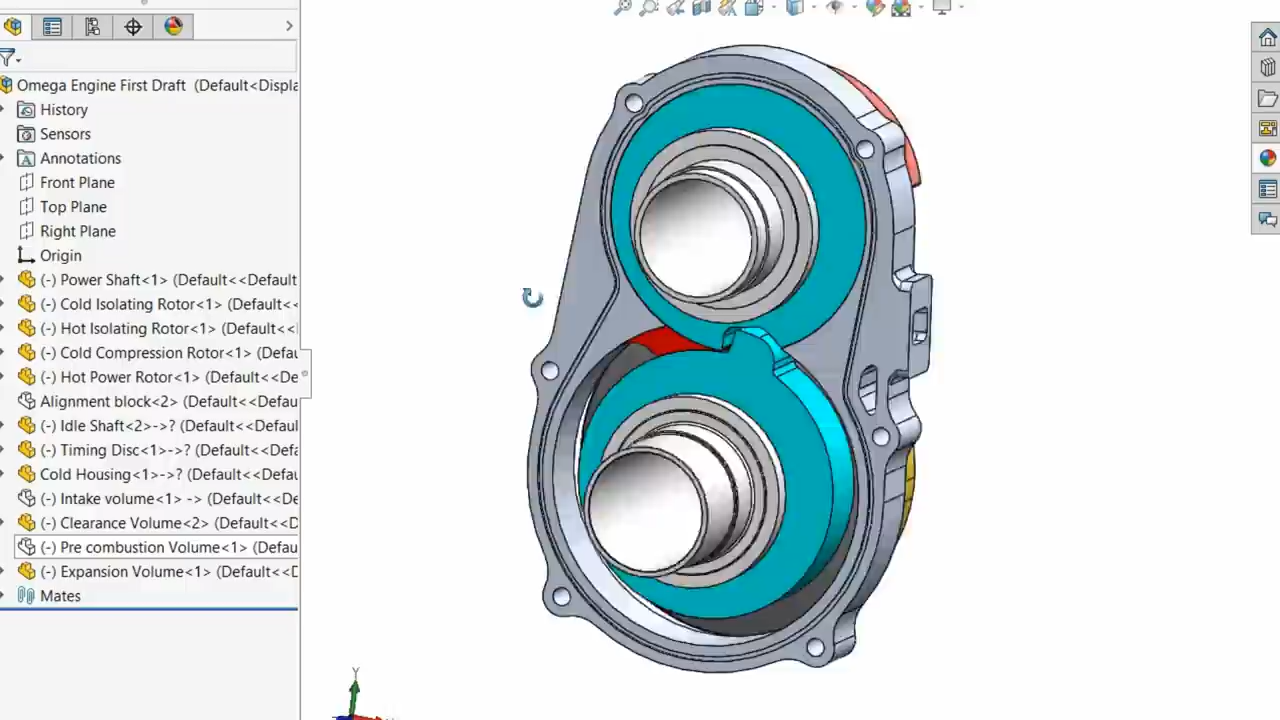 Omega Engine First Draft (Default<Displa
History
Sensors
Annotations
Front Plane
Top Plane
Right Plane
Origin
(-) Power Shaft<1> (Default<<Default
(-) Cold Isolating Rotor<1> (Default<<
(-) Hot Isolating Rotor<1> (Default<<
(-) Cold Compression Rotor<1> (Defau
(-) Hot Power Rotor<1> (Default<<De
Alignment block<2> (Default<<Default
(-) Idle Shaft<2>->? (Default<<Defaul
(-) Timing Disc<1>->? (Default<<Defa
Cold Housing<1>->? (Default<<Defaul
(-) Intake volume<1> -> (Default<<De
(-) Clearance Volume<2> (Default<<D
(-) Pre combustion Volume<1> (Defau
(-) Expansion Volume<1> (Default<<D
Mates
Y